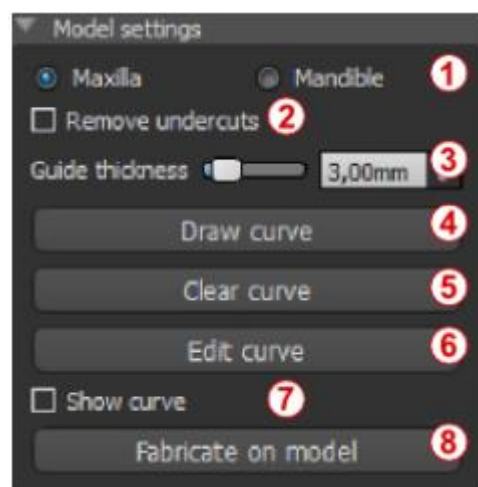 Model settings
Maxilla Mandible 1
Remove undercuts 2
Guide thickness 3,00mm 3
Draw curve 4
Clear curve 5
Edit curve 6
Show curve 7
Fabricate on model 8